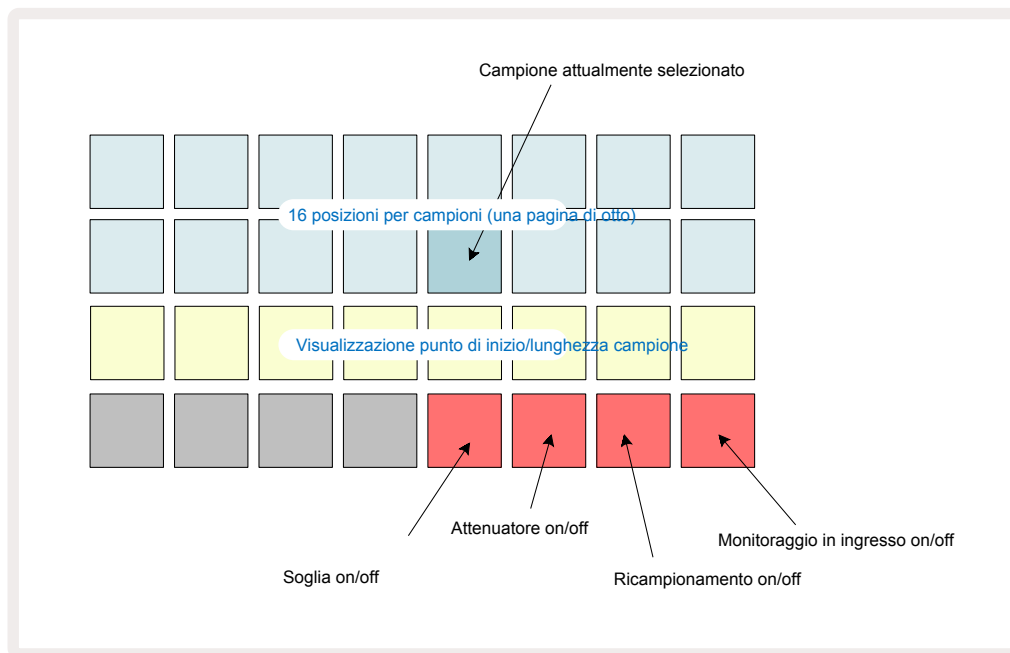 Campione attualmente selezionato
16 posizioni per campioni (una pagina di otto)
Visualizzazione punto di inizio/lunghezza campione
Attenuatore on/off
Monitoraggio in ingresso on/off
Soglia on/off
Ricampionamento on/off